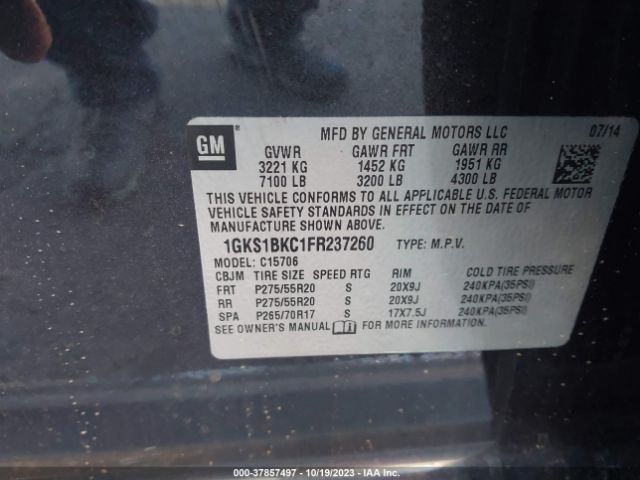 GM ®
MFD BY GENERAL MOTORS LLC 07/14
GVWR GAWR FRT GAWR RR
3221 KG 1452 KG 1951 KG
7100 LB 3200 LB 4300 LB
THIS VEHICLE CONFORMS TO ALL APPLICABLE U.S. FEDERAL MOTOR
VEHICLE SAFETY STANDARDS IN EFFECT ON THE DATE OF
MANUFACTURE SHOWN ABOVE.
1GKS1BKC1FR237260 TYPE: M.P.V.
MODEL: C15706
CBJM TIRE SIZE SPEED RTG RIM COLD TIRE PRESSURE
FRT P275/55R20 S 20X9J 240KPA(35PSI)
RR P275/55R20 S 20X9J 240KPA(35PSI)
SPA P265/70R17 S 17X7.5J 240KPA(35PSI)
SEE OWNER'S MANUAL FOR MORE INFORMATION.
000-37857497 - 10/19/2023 - IAA Inc.